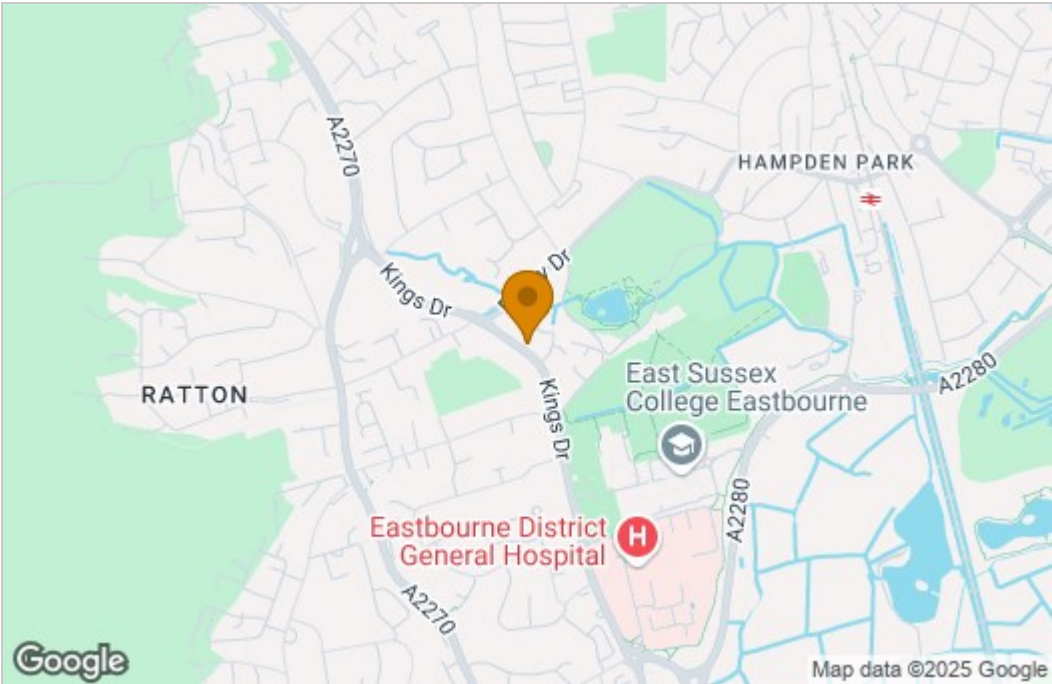 A2270
HAMPDEN PARK
Dr
Kings Dr
RATTON
East Sussex
College Eastbourne
A2280
Kings Dr
A2280
Eastbourne District
General Hospital
H
A2270
Google
Map data ©2025 Google